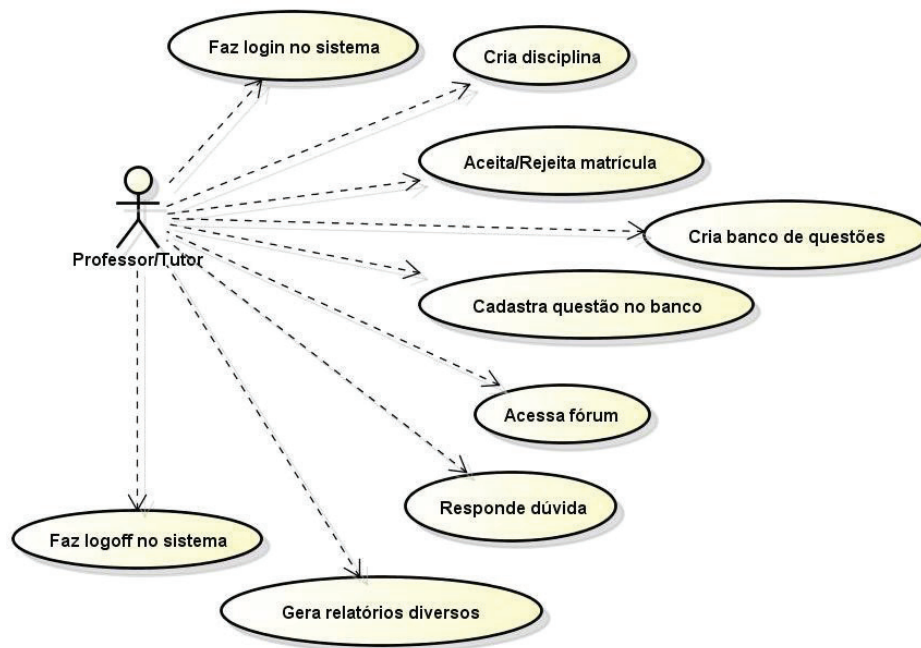 Faz login no sistema
Cria disciplina
Aceita/Rejeita matrícula
Cria banco de questões
Professor/Tutor
Cadastra questão no banco
Acessa fórum
Responde dúvida
Faz logoff no sistema
Gera relatórios diversos